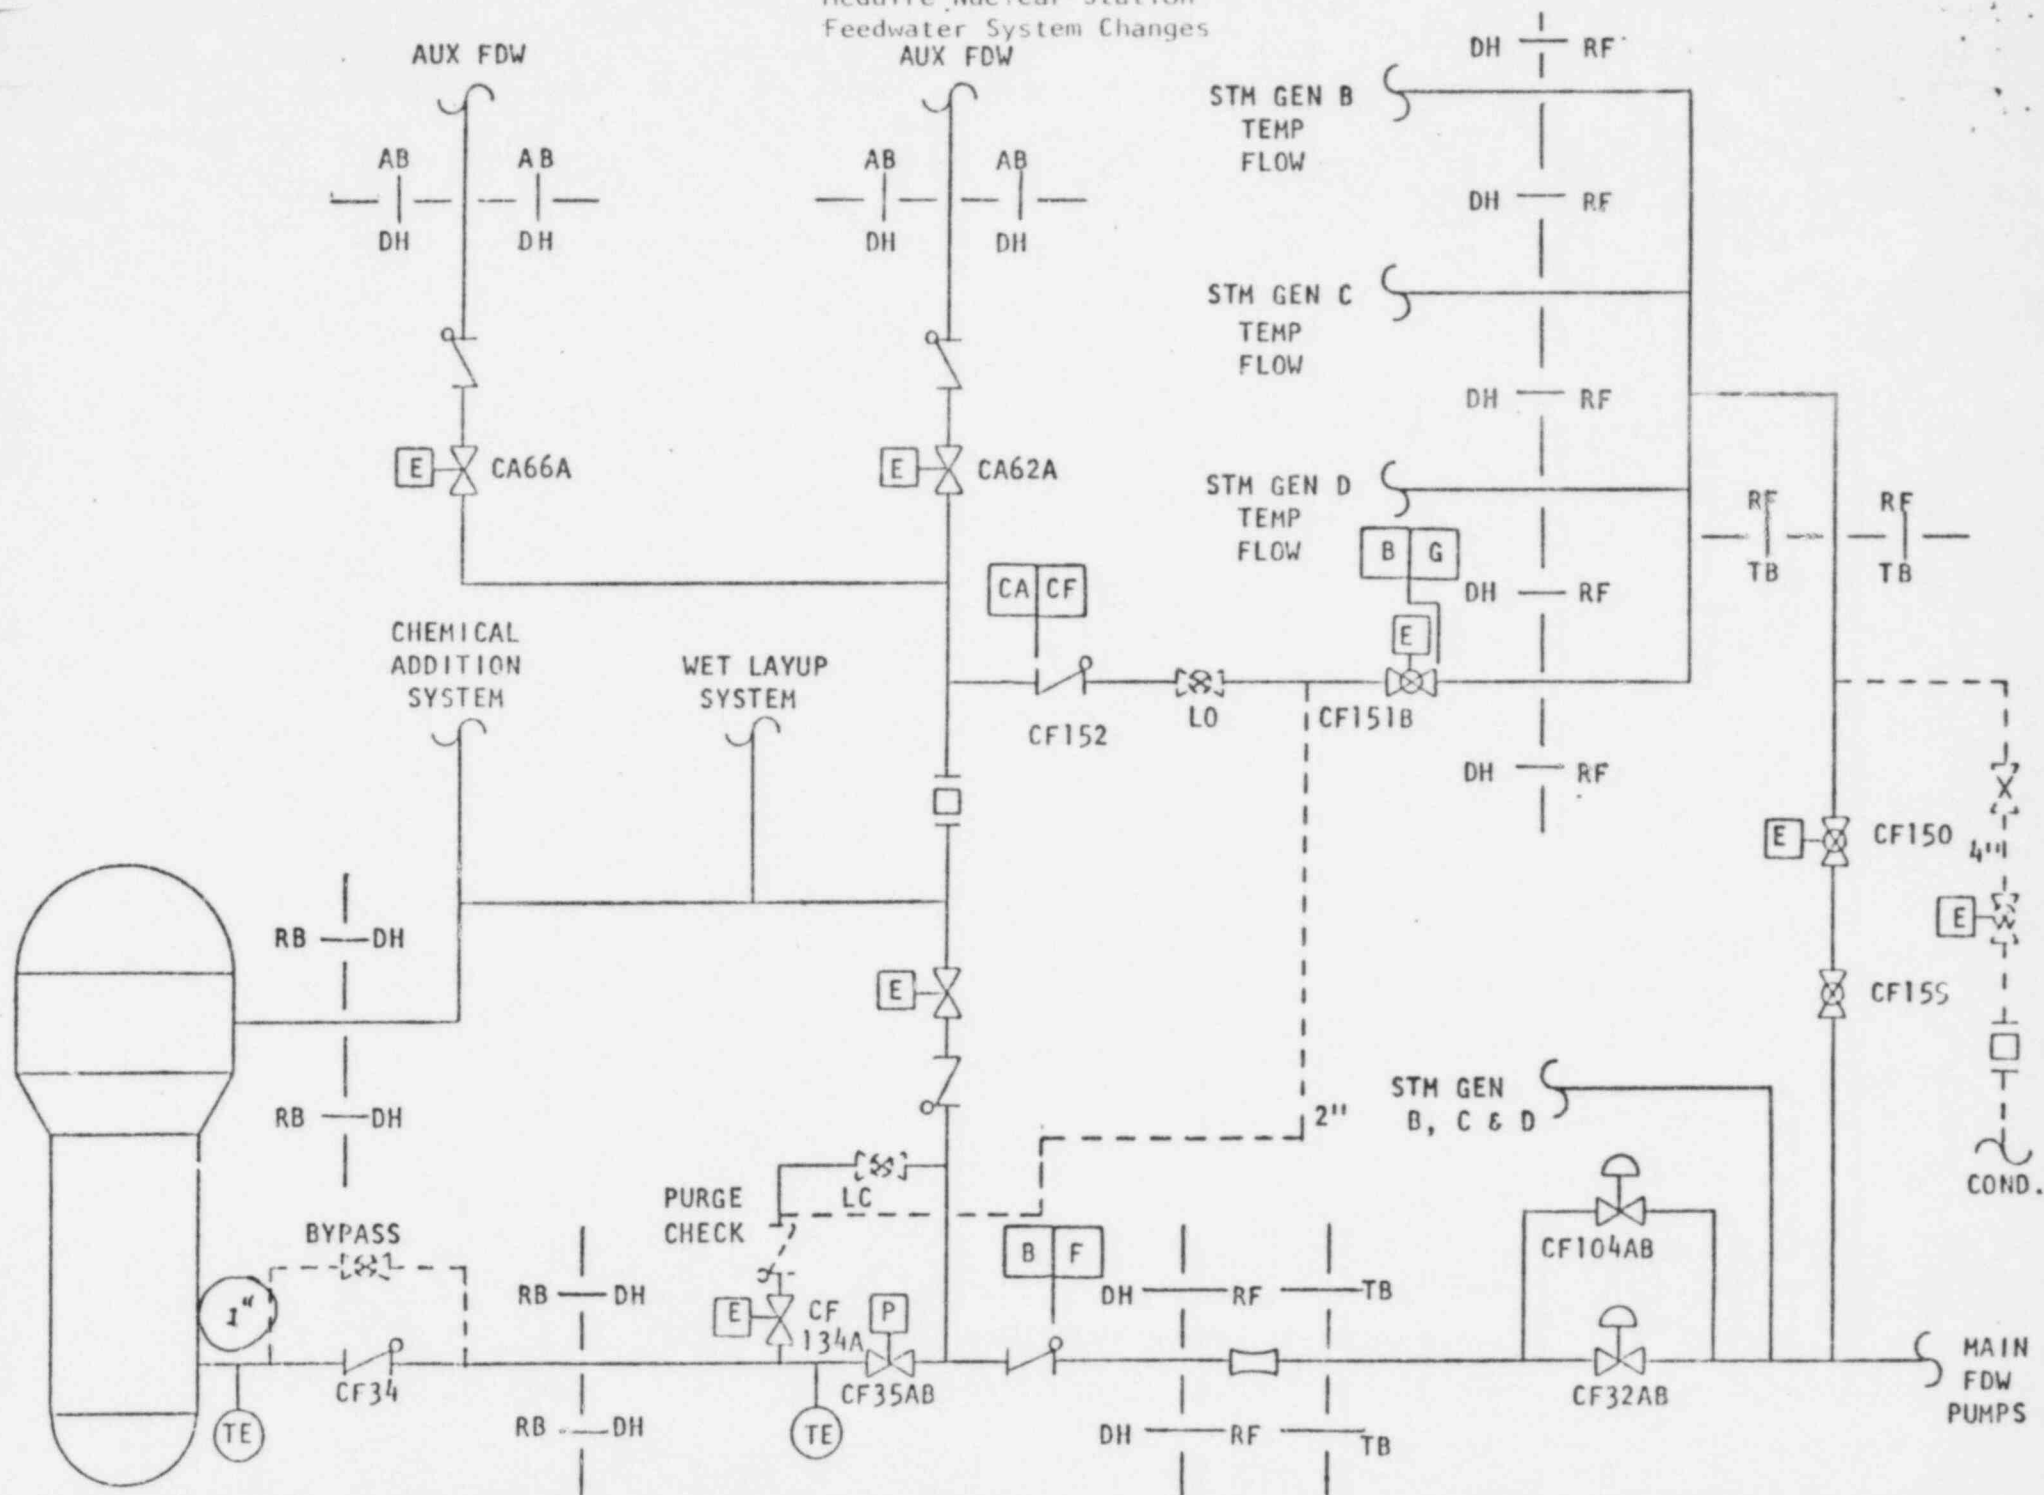 McGuire Nuclear Station
Feedwater System Changes
AUX FDW
AUX FDW
DH RF
STM GEN B
TEMP
FLOW
AB AB
DH DH
AB AB
DH DH
DH RF
STM GEN C
TEMP
FLOW
DH RF
E CA66A
E CA62A
STM GEN D
TEMP
FLOW
B G
RF RF
TB TB
CA CF
DH RF
E
CHEMICAL
ADDITION
SYSTEM
WET LAYUP
SYSTEM
CF152
LO
CF151B
DH RF
E CF150
4"
E
RB DH
E
CF155
RB DH
STM GEN
B, C & D
2"
COND.
PURGE
CHECK
LC
BYPASS
B F
CF104AB
1"
RB DH
E CF
134A
P
DH RF TB
CF34
CF35AB
CF32AB
MAIN
FDW
PUMPS
TE
RB DH
TE
DH RF TB